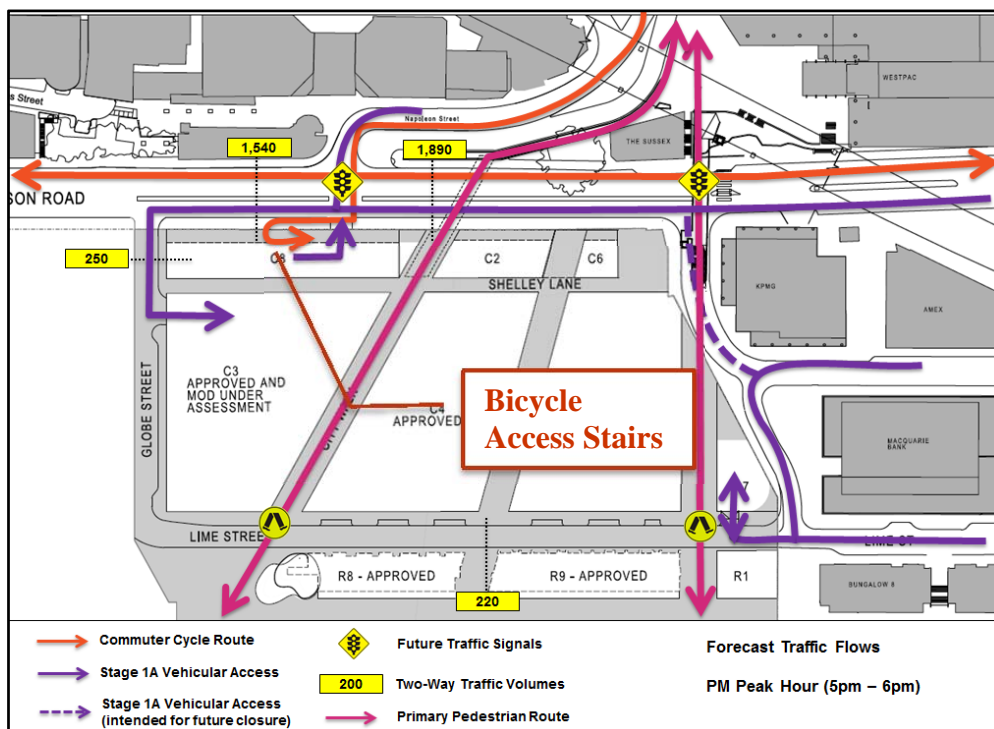 WESTPAC
es Street
Napoleon Street
1,540
1,890
THE SUSSEX
SON ROAD
250
C8
C2
C6
SHELLEY LANE
KPMG
AMEX
GLOBE STREET
C3
APPROVED AND
MOD UNDER
ASSESSMENT
C4
APPROVED
Bicycle
Access Stairs
MACQUARIE
BANK
7
LIME STREET
LIME ST
R8 - APPROVED
R9 - APPROVED
R1
BUNGALOW 8
220
Commuter Cycle Route
Future Traffic Signals
Forecast Traffic Flows
Stage 1A Vehicular Access
200
Two-Way Traffic Volumes
PM Peak Hour (5pm – 6pm)
Stage 1A Vehicular Access
(intended for future closure)
Primary Pedestrian Route